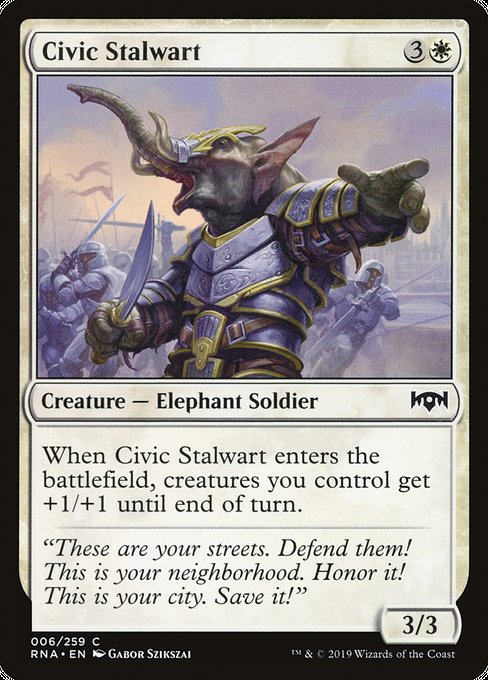 Civic Stalwart 3
Creature — Elephant Soldier
When Civic Stalwart enters the
battlefield, creatures you control get
+1/+1 until end of turn.
“These are your streets. Defend them!
This is your neighborhood. Honor it!
This is your city. Save it!”
3/3
006/259 C
RNA • EN Gabor Szikszai
™ & © 2019 Wizards of the Coast